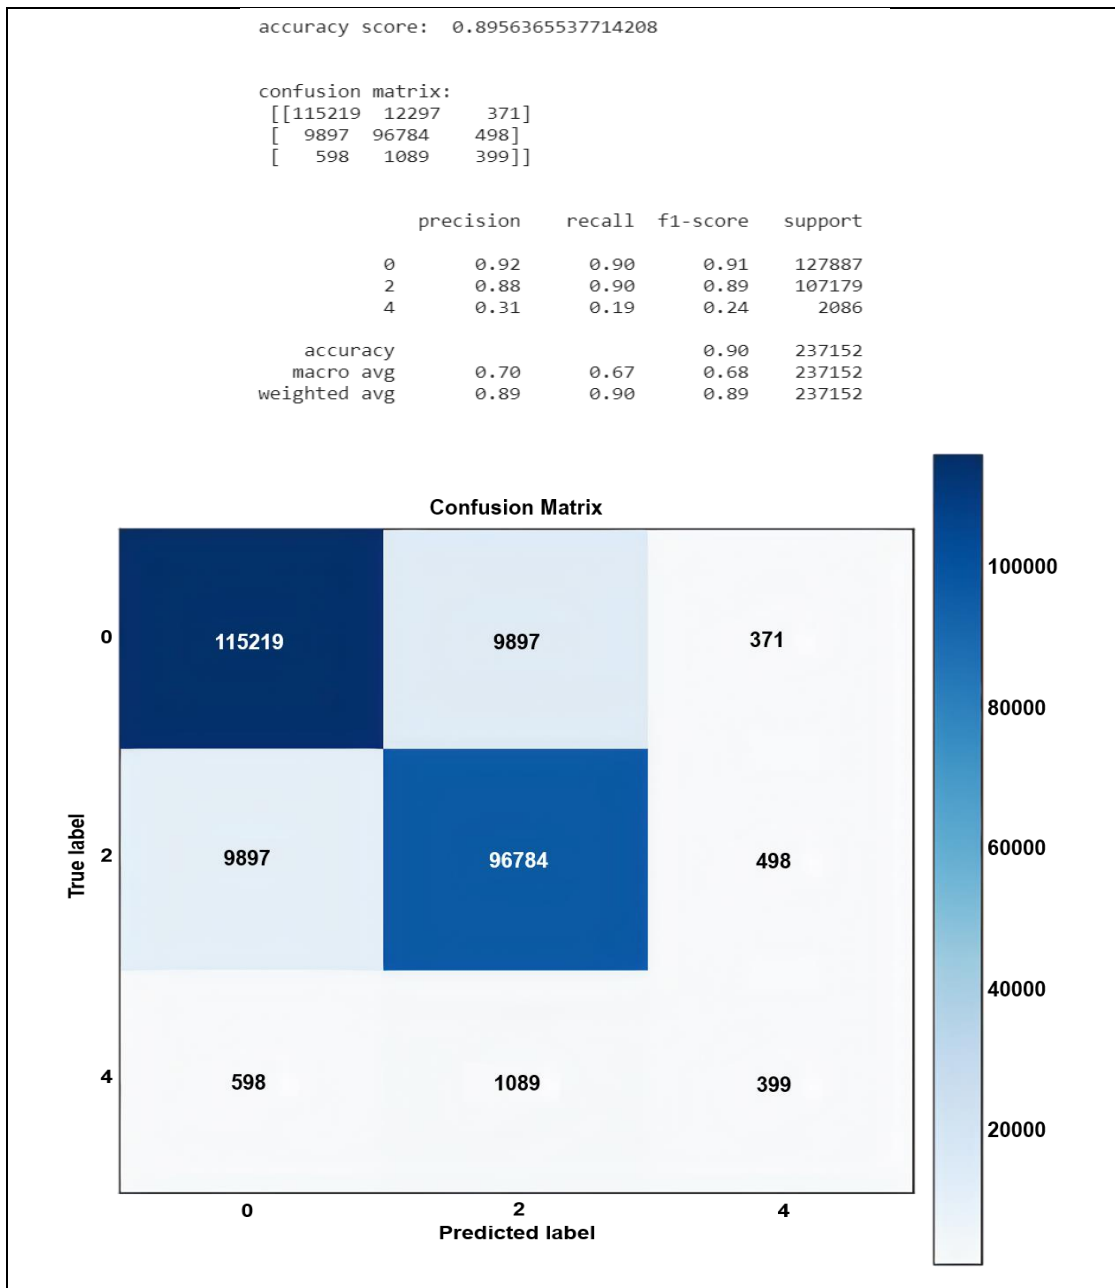 accuracy score: 0.8956365537714208
confusion matrix:
[[115219 12297 371]
[ 9897 96784 498]
[ 598 1089 399]]
precision recall f1-score support
0 0.92 0.90 0.91 127887
2 0.88 0.90 0.89 107179
4 0.31 0.19 0.24 2086
accuracy 0.90 237152
macro avg 0.70 0.67 0.68 237152
weighted avg 0.89 0.90 0.89 237152
Confusion Matrix
0 115219 9897 371
2 9897 96784 498
4 598 1089 399
0 2 4
True label
Predicted label
100000
80000
60000
40000
20000